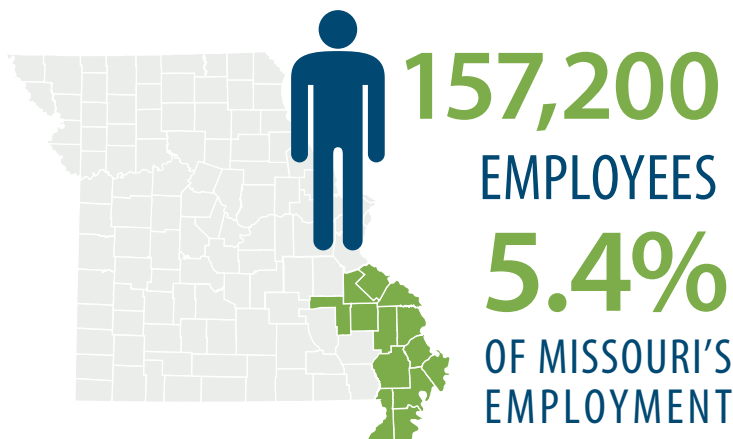 157,200
EMPLOYEES
5.4%
OF MISSOURI'S
EMPLOYMENT